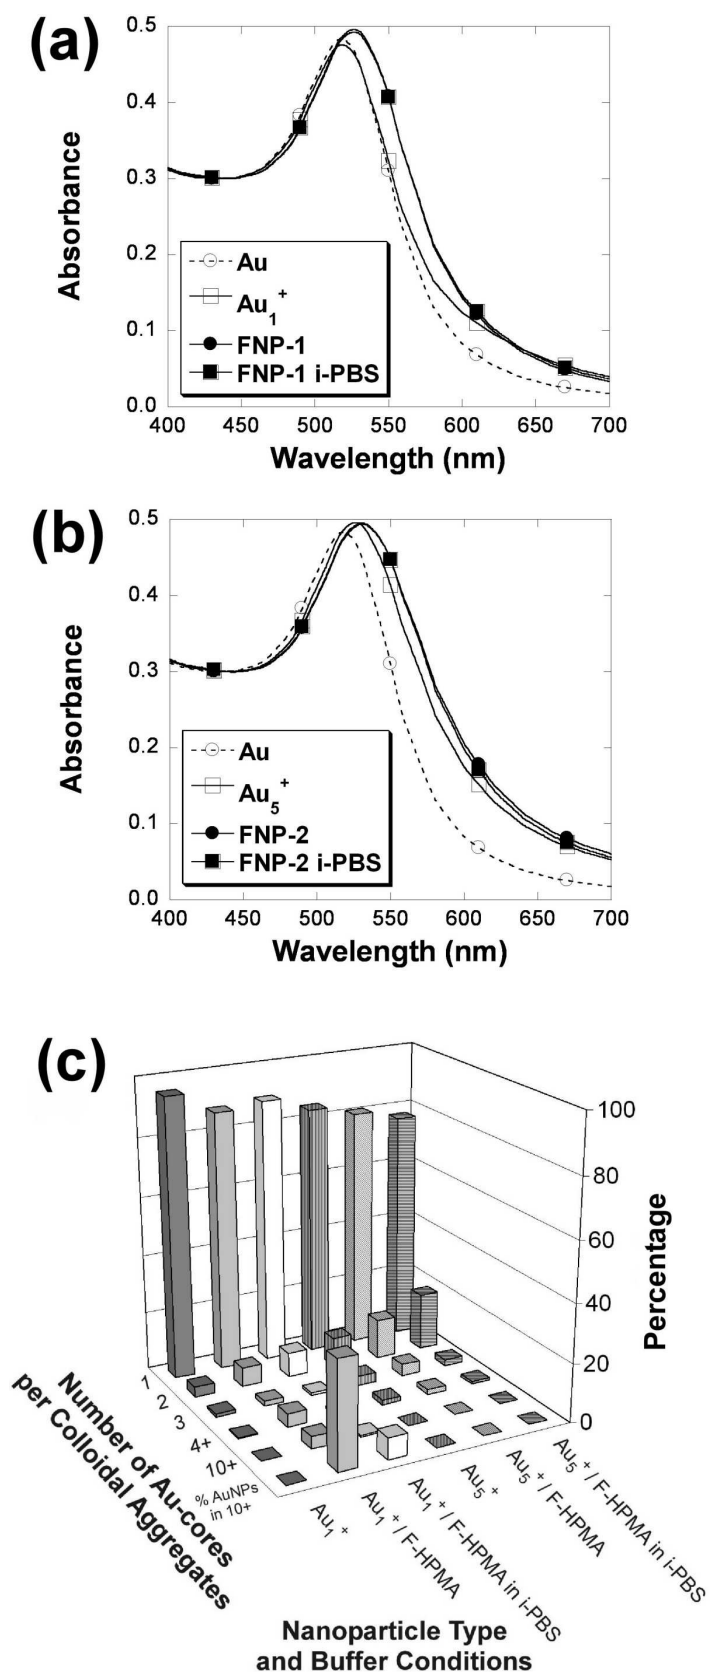 (a)
0.5
0.4
0.3
0.2
0.1
0.0
Absorbance
Au
Au₁⁺
FNP-1
FNP-1 i-PBS
400 450 500 550 600 650 700
Wavelength (nm)
(b)
0.5
0.4
0.3
0.2
0.1
0.0
Absorbance
Au
Au₅⁺
FNP-2
FNP-2 i-PBS
400 450 500 550 600 650 700
Wavelength (nm)
(c)
100
80
60
40
20
0
Percentage
1
2
3
4+
10+
% AuNPs
in 10+
Number of Au-cores
per Colloidal Aggregates
Au₁⁺
Au₁⁺/ F-HPMA
Au₁⁺/ F-HPMA in i-PBS
Au₅⁺
Au₅⁺/ F-HPMA
Au₅⁺/ F-HPMA in i-PBS
Nanoparticle Type
and Buffer Conditions